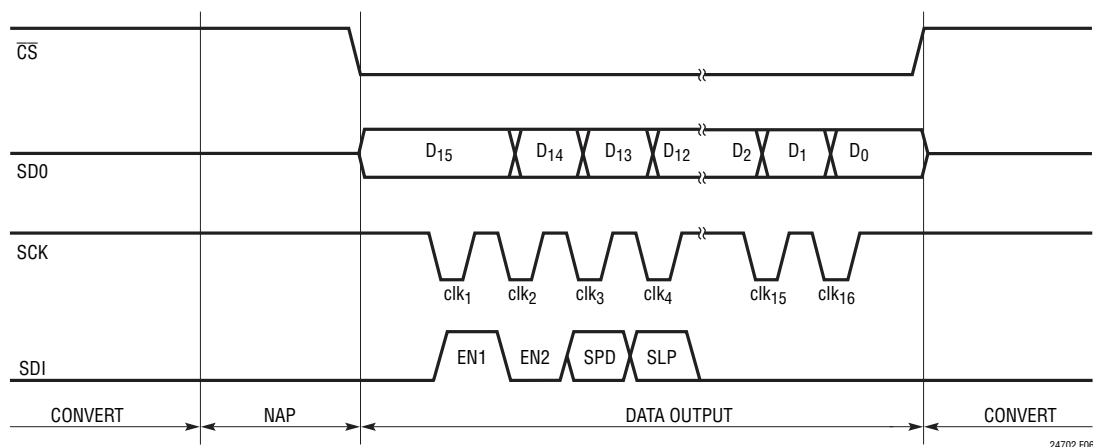 C̅S̅
SD0
D₁₅ D₁₄ D₁₃ D₁₂ D₂ D₁ D₀
SCK
clk₁ clk₂ clk₃ clk₄ clk₁₅ clk₁₆
SDI
EN1 EN2 SPD SLP
CONVERT NAP DATA OUTPUT CONVERT
24702 F06